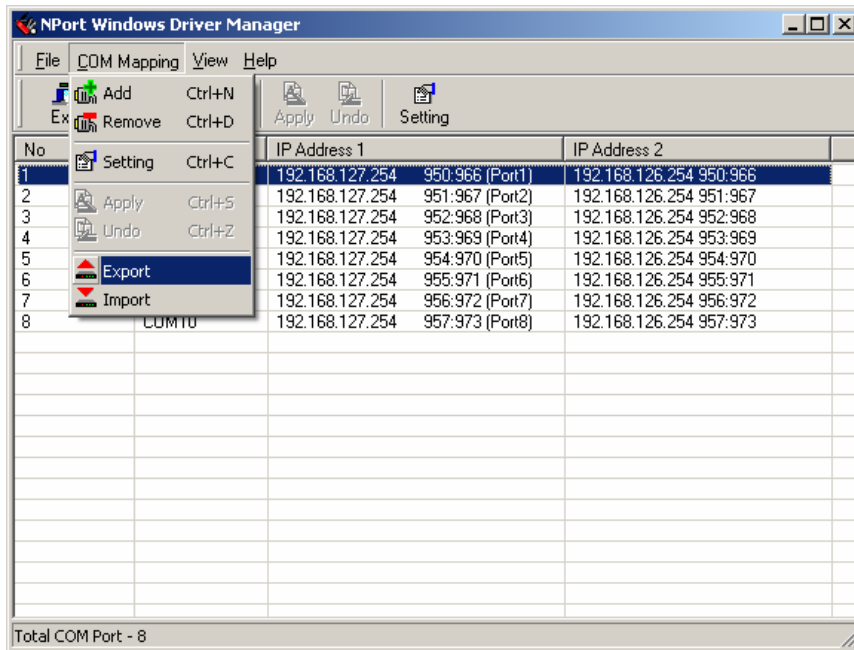 NPort Windows Driver Manager
File COM Mapping View Help
Add Ctrl+N
Remove Ctrl+D
Setting Ctrl+C
Apply Ctrl+S
Undo Ctrl+Z
Export
Import
Ex Apply Undo Setting
No IP Address 1 IP Address 2
1 192.168.127.254 950:966 (Port1) 192.168.126.254 950:966
2 192.168.127.254 951:967 (Port2) 192.168.126.254 951:967
3 192.168.127.254 952:968 (Port3) 192.168.126.254 952:968
4 192.168.127.254 953:969 (Port4) 192.168.126.254 953:969
5 192.168.127.254 954:970 (Port5) 192.168.126.254 954:970
6 192.168.127.254 955:971 (Port6) 192.168.126.254 955:971
7 192.168.127.254 956:972 (Port7) 192.168.126.254 956:972
8 COM10 192.168.127.254 957:973 (Port8) 192.168.126.254 957:973
Total COM Port - 8